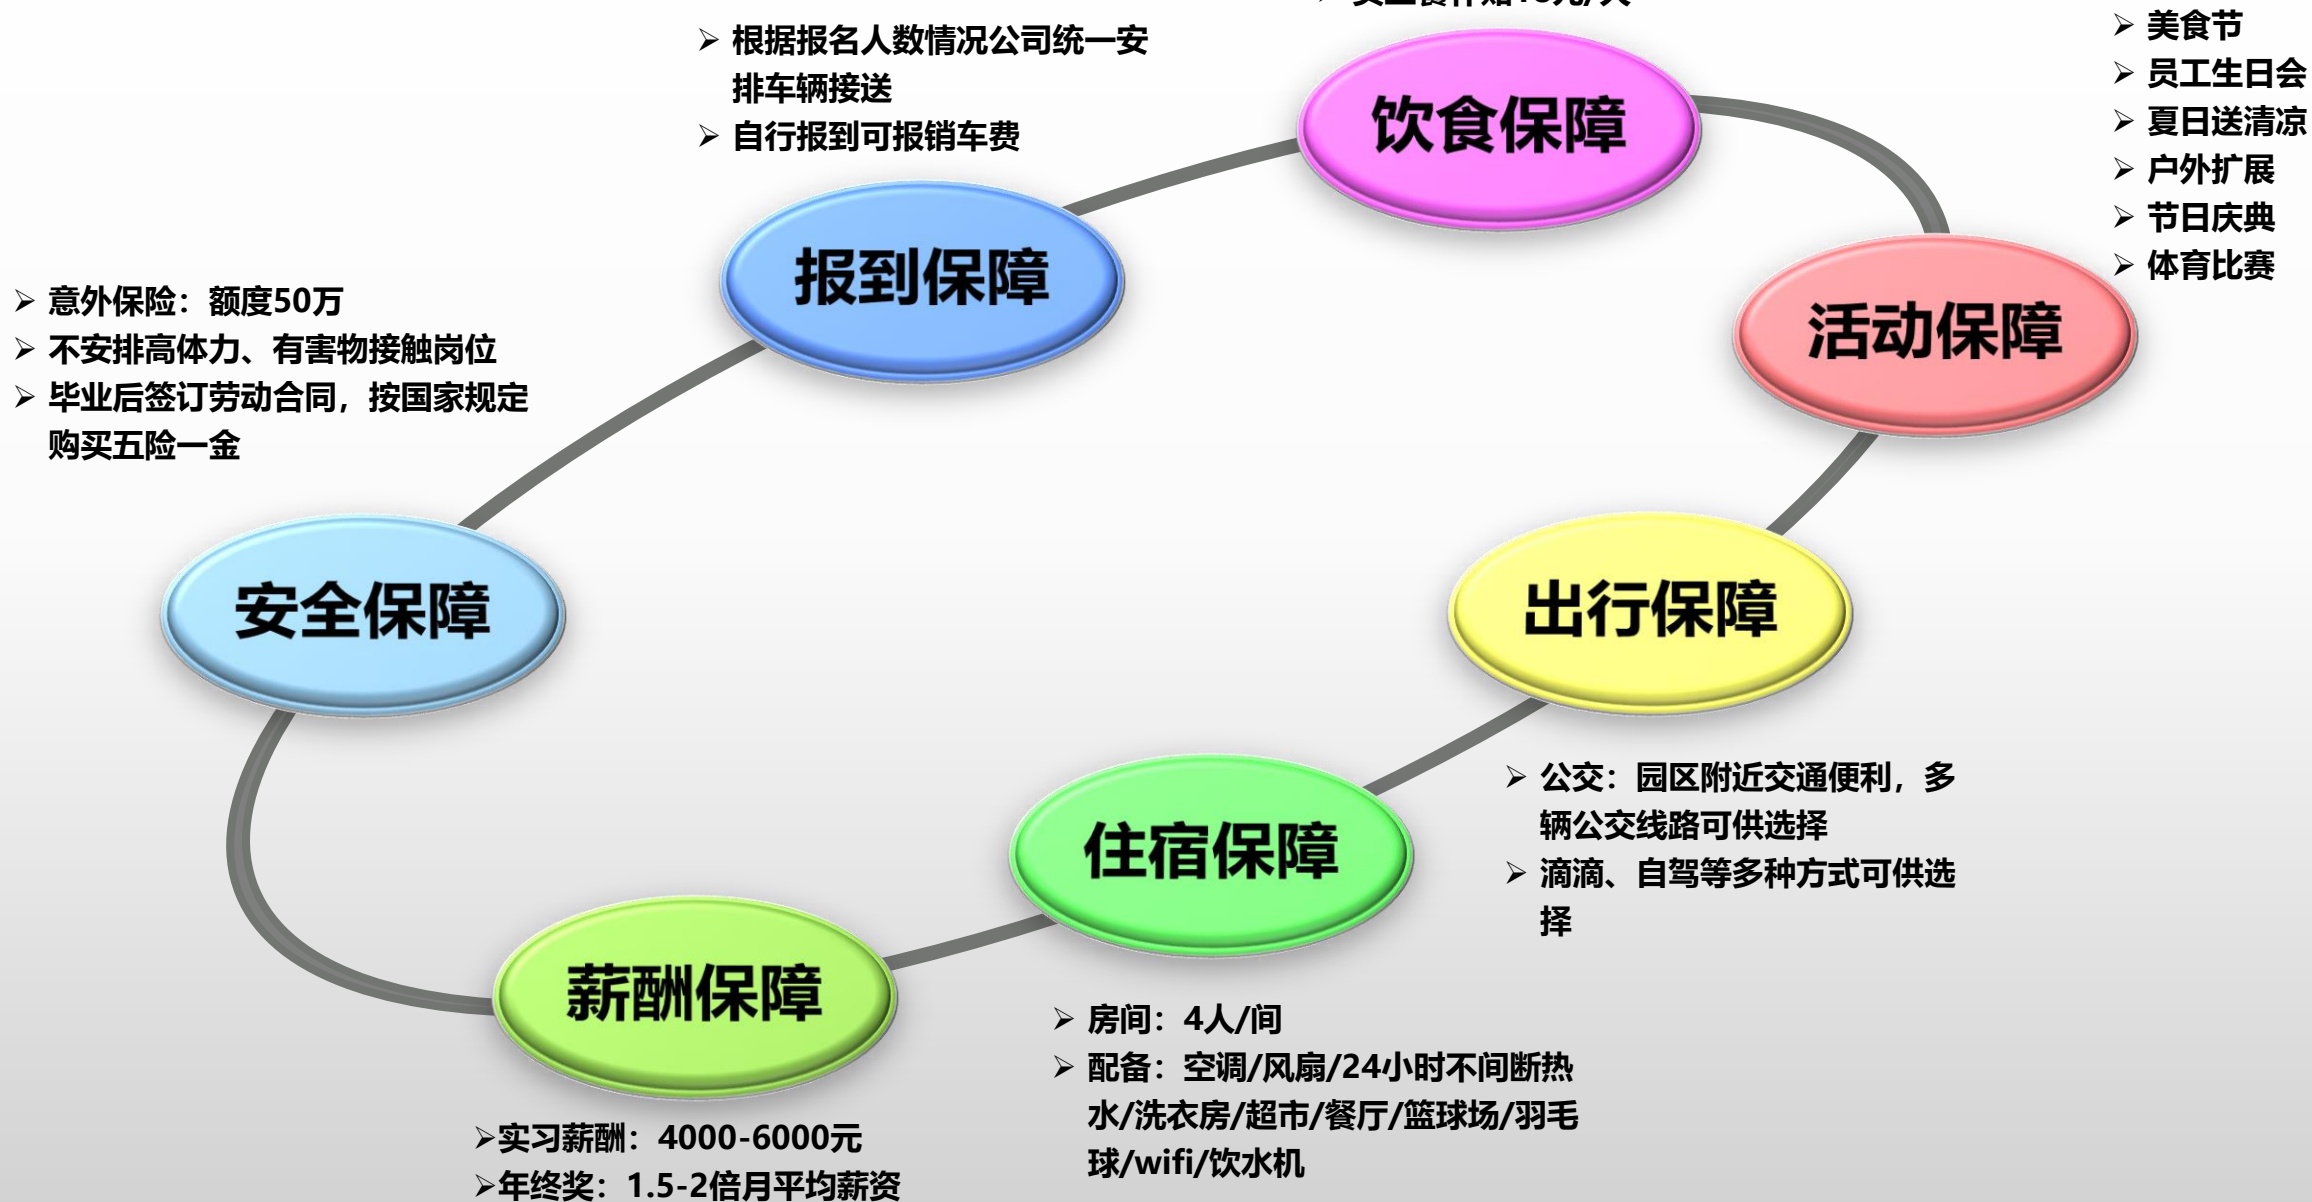 ➢ 根据报名人数情况公司统一安
排车辆接送
➢ 自行报到可报销车费
饮食保障
➢ 美食节
➢ 员工生日会
➢ 夏日送清凉
➢ 户外扩展
➢ 节日庆典
➢ 体育比赛
报到保障
活动保障
➢ 意外保险：额度50万
➢ 不安排高体力、有害物接触岗位
➢ 毕业后签订劳动合同，按国家规定
购买五险一金
安全保障
出行保障
➢ 公交：园区附近交通便利，多
辆公交线路可供选择
➢ 滴滴、自驾等多种方式可供选
择
住宿保障
➢ 房间：4人/间
➢ 配备：空调/风扇/24小时不间断热
水/洗衣房/超市/餐厅/篮球场/羽毛
球/wifi/饮水机
薪酬保障
➢实习薪酬：4000-6000元
➢年终奖：1.5-2倍月平均薪资